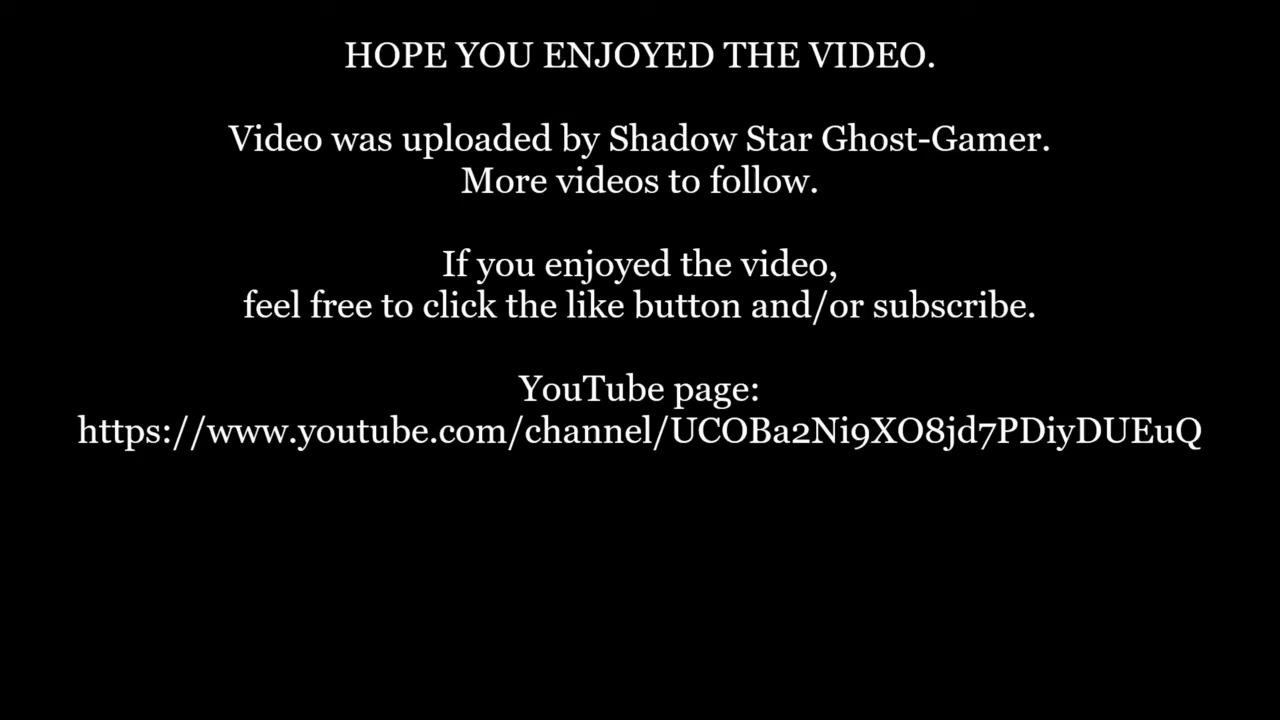 HOPE YOU ENJOYED THE VIDEO.
Video was uploaded by Shadow Star Ghost-Gamer.
More videos to follow.
If you enjoyed the video,
feel free to click the like button and/or subscribe.
YouTube page:
https://www.youtube.com/channel/UCOBa2Ni9XO8jd7PDiyDUEuQ